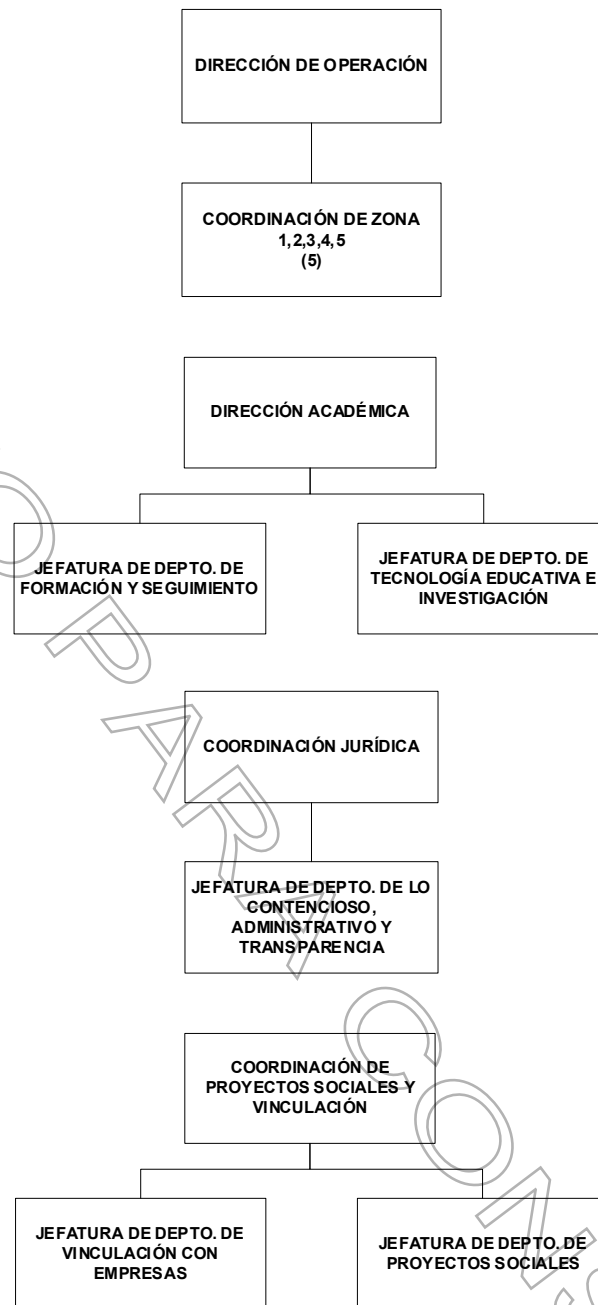 DIRECCIÓN DE OPERACIÓN
COORDINACIÓN DE ZONA
1,2,3,4,5
(5)
DIRECCIÓN ACADÉMICA
JEFATURA DE DEPTO. DE
FORMACIÓN Y SEGUIMIENTO
JEFATURA DE DEPTO. DE
TECNOLOGÍA EDUCATIVA E
INVESTIGACIÓN
COORDINACIÓN JURÍDICA
JEFATURA DE DEPTO. DE LO
CONTENCIOSO,
ADMINISTRATIVO Y
TRANSPARENCIA
COORDINACIÓN DE
PROYECTOS SOCIALES Y
VINCULACIÓN
JEFATURA DE DEPTO. DE
VINCULACIÓN CON
EMPRESAS
JEFATURA DE DEPTO. DE
PROYECTOS SOCIALES
O PARA CONS